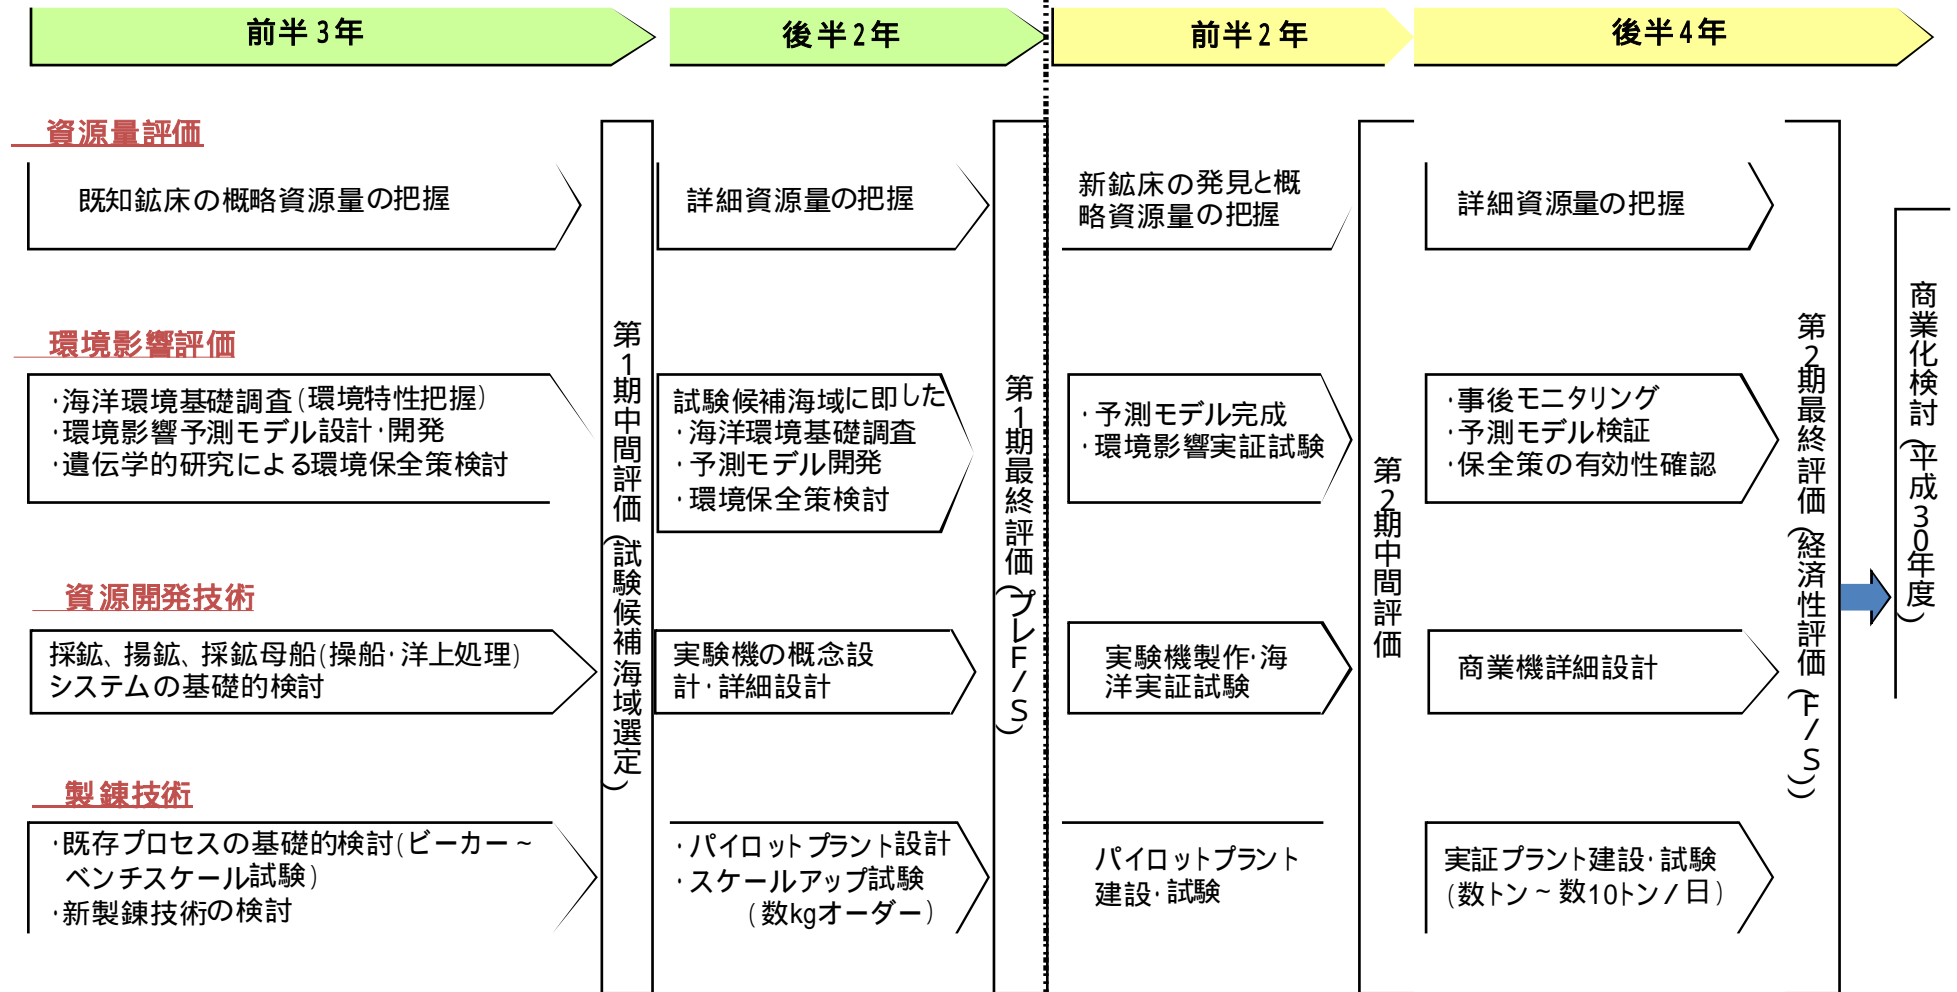 前半3年
後半2年
前半2年
後半4年
資源量評価
既知鉱床の概略資源量の把握
詳細資源量の把握
新鉱床の発見と概
略資源量の把握
詳細資源量の把握
環境影響評価
・海洋環境基礎調査(環境特性把握)
・環境影響予測モデル設計・開発
・遺伝学的研究による環境保全策検討
試験候補海域に即した
・海洋環境基礎調査
・予測モデル開発
・環境保全策検討
・予測モデル完成
・環境影響実証試験
・事後モニタリング
・予測モデル検証
・保全策の有効性確認
資源開発技術
採鉱、揚鉱、採鉱母船(操船・洋上処理)
システムの基礎的検討
実験機の概念設
計・詳細設計
実験機製作・海
洋実証試験
商業機詳細設計
製錬技術
・既存プロセスの基礎的検討(ビーカー~
ベンチスケール試験)
・新製錬技術の検討
・パイロットプラント設計
・スケールアップ試験
(数kgオーダー)
パイロットプラント
建設・試験
実証プラント建設・試験
(数トン~数10トン/日)
第1期中間評価(試験候補海域選定)
第1期最終評価(プレF/S)
第2期中間評価
第2期最終評価(経済性評価(F/S))
商業化検討(平成30年度)